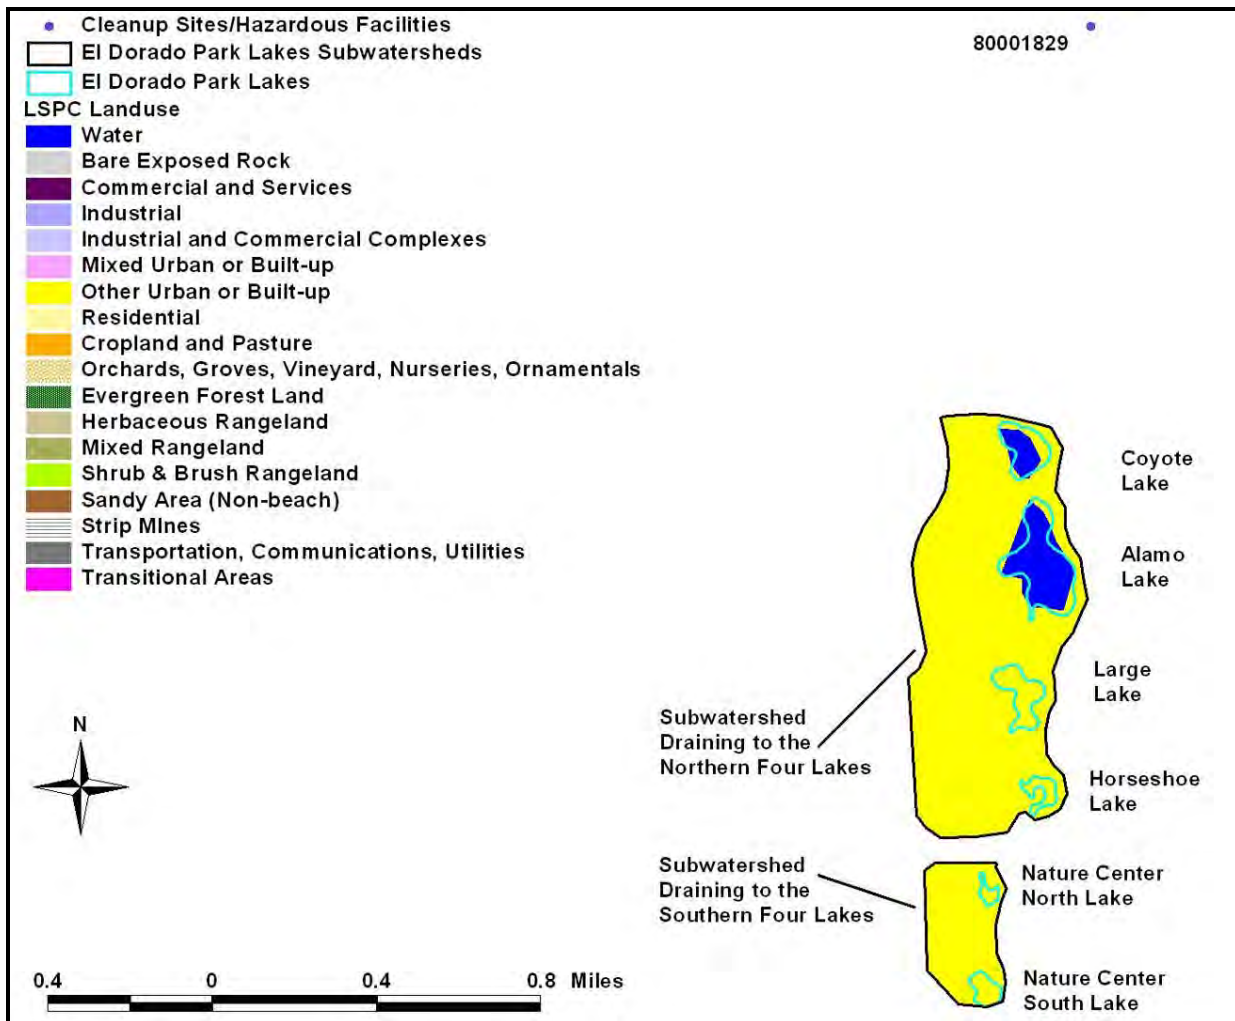 Cleanup Sites/Hazardous Facilities
El Dorado Park Lakes Subwatersheds
El Dorado Park Lakes
LSPC Landuse
Water
Bare Exposed Rock
Commercial and Services
Industrial
Industrial and Commercial Complexes
Mixed Urban or Built-up
Other Urban or Built-up
Residential
Cropland and Pasture
Orchards, Groves, Vineyard, Nurseries, Ornamentals
Evergreen Forest Land
Herbaceous Rangeland
Mixed Rangeland
Shrub & Brush Rangeland
Sandy Area (Non-beach)
Strip MInes
Transportation, Communications, Utilities
Transitional Areas
80001829
Coyote
Lake
Alamo
Lake
Large
Lake
Horseshoe
Lake
Subwatershed
Draining to the
Northern Four Lakes
Subwatershed
Draining to the
Southern Four Lakes
Nature Center
North Lake
Nature Center
South Lake
N
0.4 0 0.4 0.8 Miles